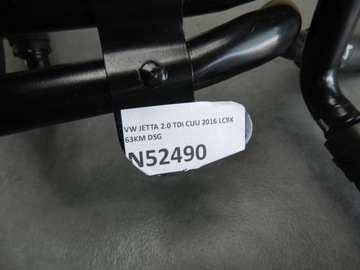 VW JETTA 2.0 TDI CUU 2016 LC9X
63KM DSG
N52490